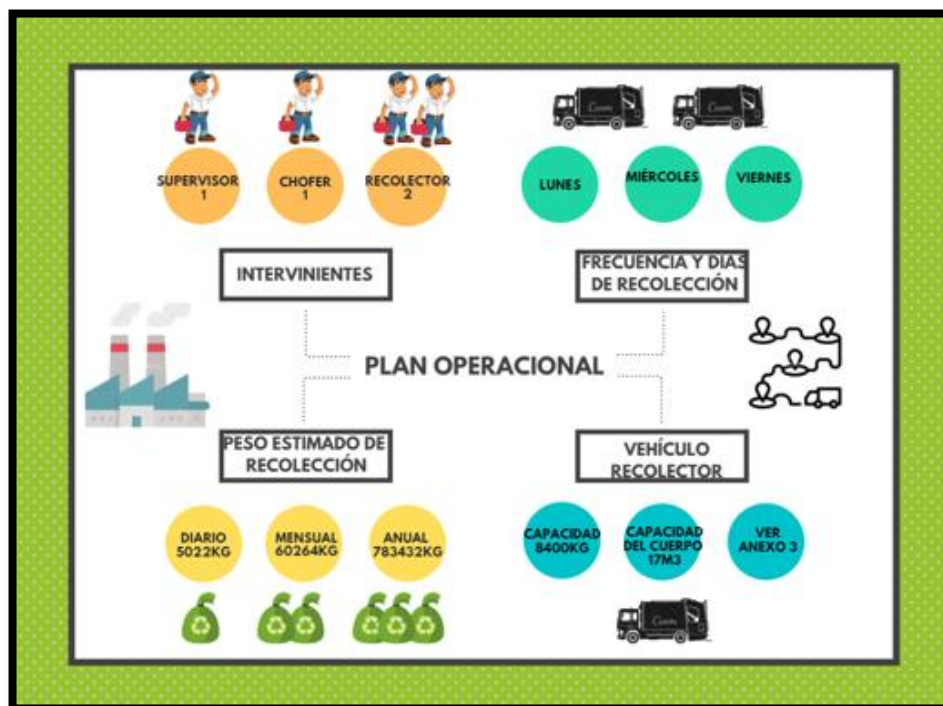 SUPERVISOR
1
CHOFER
1
RECOLECTOR
2
INTERVINIENTES
LUNES
MIÈRCOLES
VIERNES
FRECUENCIA Y DIAS
DE RECOLECCIÓN
PLAN OPERACIONAL
PESO ESTIMADO DE
RECOLECCIÓN
DIARIO
5022KG
MENSUAL
60264KG
ANUAL
783432KG
VEHÍCULO
RECOLECTOR
CAPACIDAD
8400KG
CAPACIDAD
DEL CUERPO
17M3
VER
ANEXO 3